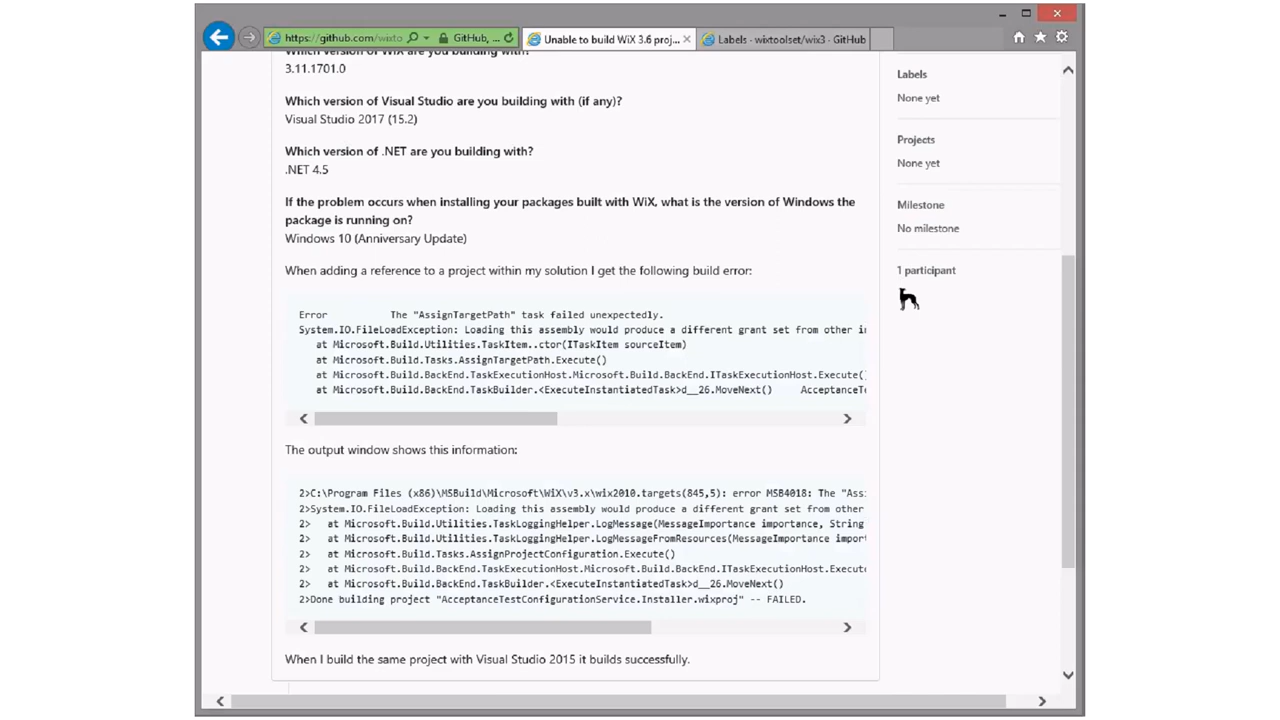 https://github.com/wixto
GitHub, ...
Unable to build WiX 3.6 proj...
Labels · wixtoolset/wix3 · GitHub
Which version of WiX are you building with?
3.11.1701.0
Which version of Visual Studio are you building with (if any)?
Visual Studio 2017 (15.2)
Which version of .NET are you building with?
.NET 4.5
If the problem occurs when installing your packages built with WiX, what is the version of Windows the
package is running on?
Windows 10 (Anniversary Update)
When adding a reference to a project within my solution I get the following build error:
Error The "AssignTargetPath" task failed unexpectedly.
System.IO.FileLoadException: Loading this assembly would produce a different grant set from other i
at Microsoft.Build.Utilities.TaskItem..ctor(ITaskItem sourceItem)
at Microsoft.Build.Tasks.AssignTargetPath.Execute()
at Microsoft.Build.BackEnd.TaskExecutionHost.Microsoft.Build.BackEnd.ITaskExecutionHost.Execute()
at Microsoft.Build.BackEnd.TaskBuilder.<ExecuteInstantiatedTask>d__26.MoveNext() AcceptanceTe
The output window shows this information:
2>C:\Program Files (x86)\MSBuild\Microsoft\WiX\v3.x\wix2010.targets(845,5): error MSB4018: The "Ass
2>System.IO.FileLoadException: Loading this assembly would produce a different grant set from other
2> at Microsoft.Build.Utilities.TaskLoggingHelper.LogMessage(MessageImportance importance, String
2> at Microsoft.Build.Utilities.TaskLoggingHelper.LogMessageFromResources(MessageImportance impor
2> at Microsoft.Build.Tasks.AssignProjectConfiguration.Execute()
2> at Microsoft.Build.BackEnd.TaskExecutionHost.Microsoft.Build.BackEnd.ITaskExecutionHost.Execute
2> at Microsoft.Build.BackEnd.TaskBuilder.<ExecuteInstantiatedTask>d__26.MoveNext()
2>Done building project "AcceptanceTestConfigurationService.Installer.wixproj" -- FAILED.
When I build the same project with Visual Studio 2015 it builds successfully.
Labels
None yet
Projects
None yet
Milestone
No milestone
1 participant